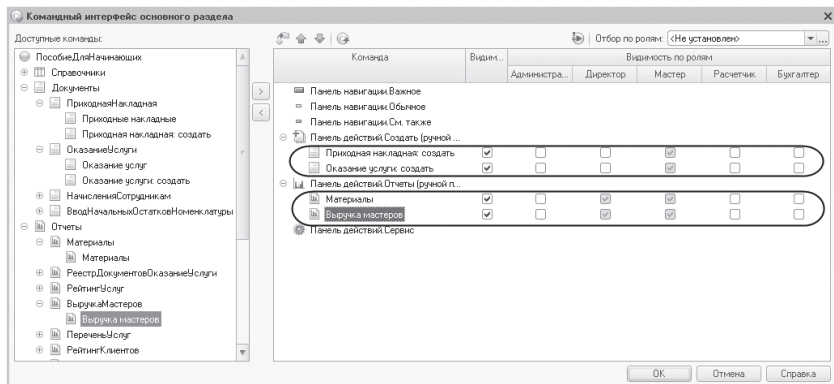 Командный интерфейс основного раздела
Доступные команды:
Отбор по ролям: <Не установлен>
ПособиеДляНачинающих
Справочники
Документы
ПриходнаяНакладная
Приходные накладные
Приходная накладная: создать
ОказаниеУслуги
Оказание услуг
Оказание услуги: создать
НачисленияСотрудникам
ВводНачальныхОстатковНоменклатуры
Отчеты
Материалы
Материалы
РеестрДокументовОказаниеУслуги
РейтингУслуг
ВыручкаМастеров
Выручка мастеров
ПереченьУслуг
РейтингКлиентов
Команда Видим... Видимость по ролям
Администра... Директор Мастер Расчетчик Бухгалтер
Панель навигации.Важное
Панель навигации.Обычное
Панель навигации.См. также
Панель действий.Создать (ручной ...
Приходная накладная: создать
Оказание услуги: создать
Панель действий.Отчеты (ручной п...
Материалы
Выручка мастеров
Панель действий.Сервис
OK Отмена Справка